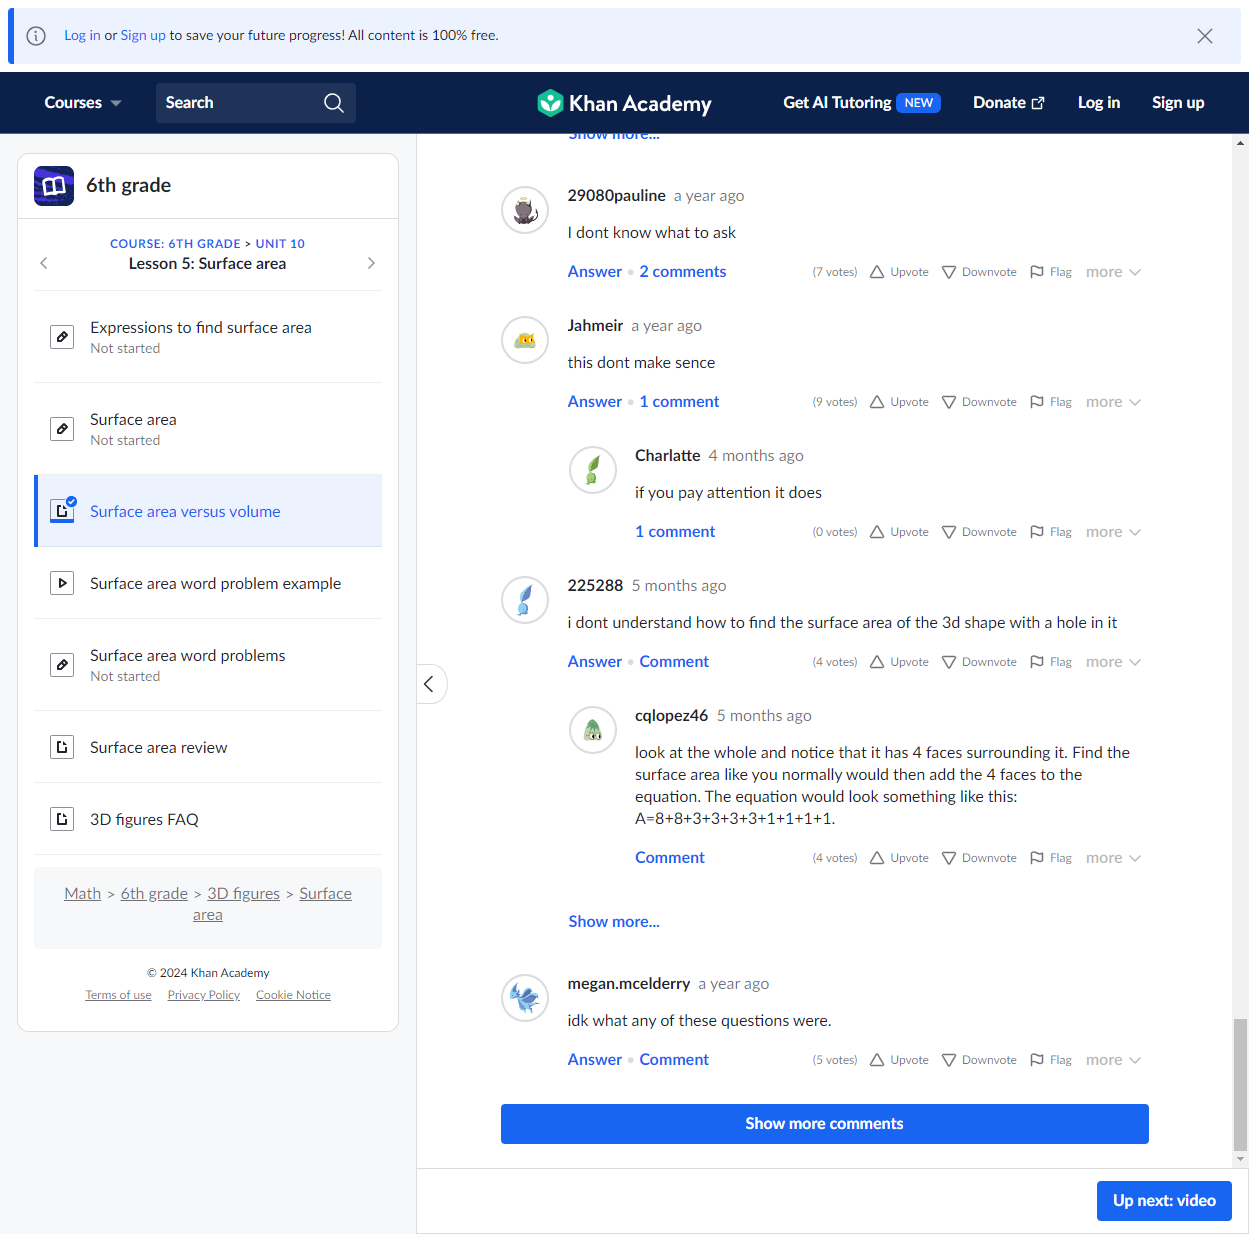 Log in or Sign up to save your future progress! All content is 100% free.
Courses
Search
Khan Academy
Get AI Tutoring NEW
Donate
Log in
Sign up
6th grade
COURSE: 6TH GRADE > UNIT 10
Lesson 5: Surface area
Expressions to find surface area
Not started
Surface area
Not started
Surface area versus volume
Surface area word problem example
Surface area word problems
Not started
Surface area review
3D figures FAQ
Math > 6th grade > 3D figures > Surface
area
© 2024 Khan Academy
Terms of use Privacy Policy Cookie Notice
Show more...
29080pauline a year ago
I dont know what to ask
Answer • 2 comments (7 votes) Upvote Downvote Flag more
Jahmeir a year ago
this dont make sence
Answer • 1 comment (9 votes) Upvote Downvote Flag more
Charlatte 4 months ago
if you pay attention it does
1 comment (0 votes) Upvote Downvote Flag more
225288 5 months ago
i dont understand how to find the surface area of the 3d shape with a hole in it
Answer • Comment (4 votes) Upvote Downvote Flag more
cqlopez46 5 months ago
look at the whole and notice that it has 4 faces surrounding it. Find the
surface area like you normally would then add the 4 faces to the
equation. The equation would look something like this:
A=8+8+3+3+3+3+1+1+1+1.
Comment (4 votes) Upvote Downvote Flag more
Show more...
megan.mcelderry a year ago
idk what any of these questions were.
Answer • Comment (5 votes) Upvote Downvote Flag more
Show more comments
Up next: video